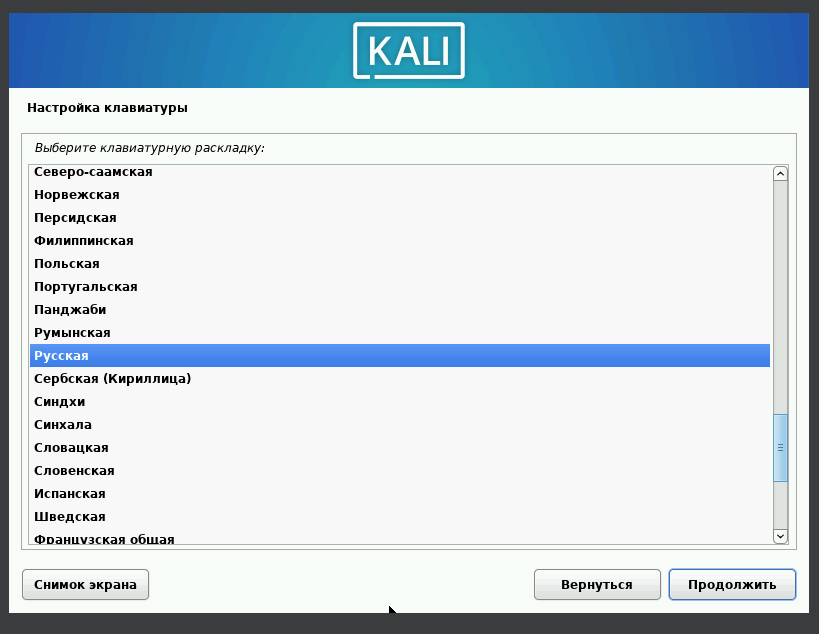 KALI
Настройка клавиатуры
Выберите клавиатурную раскладку:
Северо-саамская
Норвежская
Персидская
Филиппинская
Польская
Португальская
Панджаби
Румынская
Русская
Сербская (Кириллица)
Синдхи
Синхала
Словацкая
Словенская
Испанская
Шведская
Французская общая
Снимок экрана
Вернуться
Продолжить